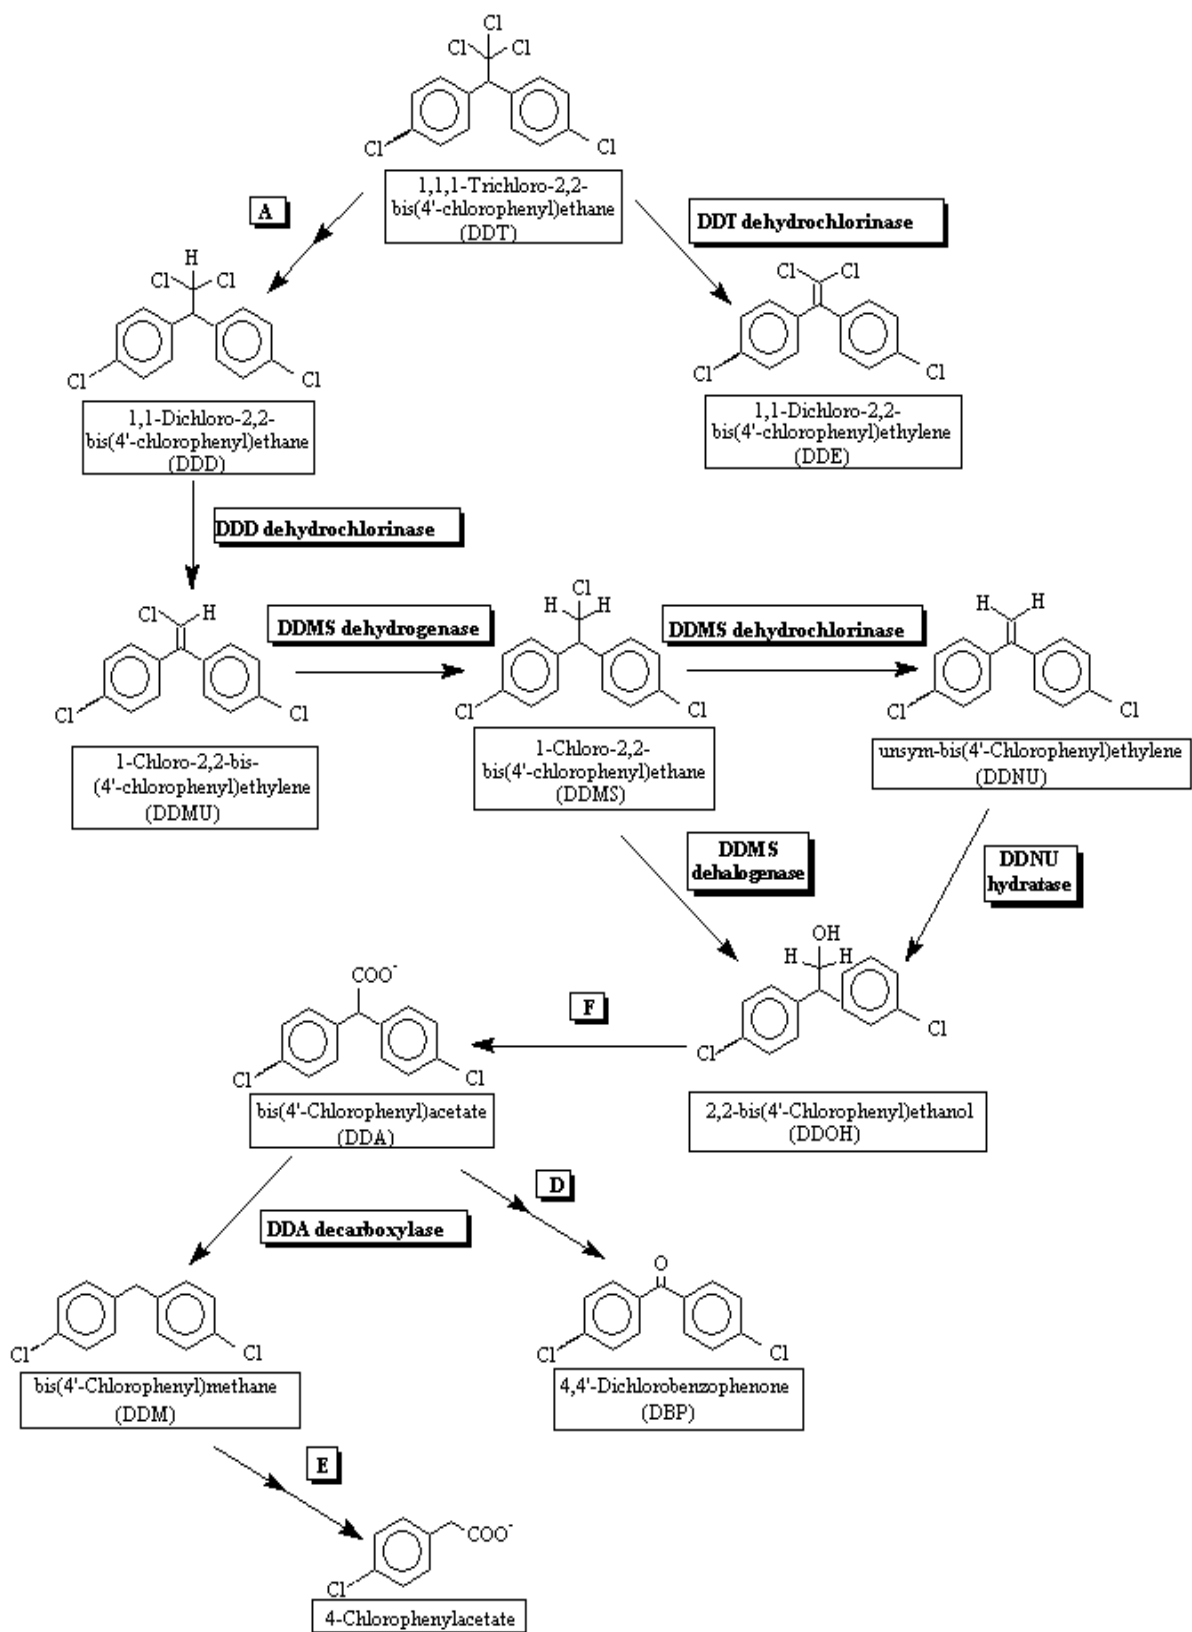 Cl
Cl Cl
Cl Cl
1,1,1-Trichloro-2,2-
bis(4'-chlorophenyl)ethane
(DDT)
A
DDT dehydrochlorinase
H
Cl Cl
Cl Cl
1,1-Dichloro-2,2-
bis(4'-chlorophenyl)ethane
(DDD)
Cl Cl
Cl Cl
1,1-Dichloro-2,2-
bis(4'-chlorophenyl)ethylene
(DDE)
DDD dehydrochlorinase
Cl H
Cl Cl
1-Chloro-2,2-bis-
(4'-chlorophenyl)ethylene
(DDMU)
DDMS dehydrogenase
Cl
H H
Cl Cl
1-Chloro-2,2-
bis(4'-chlorophenyl)ethane
(DDMS)
DDMS dehydrochlorinase
H H
Cl Cl
unsym-bis(4'-Chlorophenyl)ethylene
(DDNU)
DDMS
dehalogenase
DDNU
hydratase
OH
H H
Cl Cl
2,2-bis(4'-Chlorophenyl)ethanol
(DDOH)
F
COO-
Cl Cl
bis(4'-Chlorophenyl)acetate
(DDA)
DDA decarboxylase
D
Cl Cl
bis(4'-Chlorophenyl)methane
(DDM)
O
Cl Cl
4,4'-Dichlorobenzophenone
(DBP)
E
COO-
Cl
4-Chlorophenylacetate